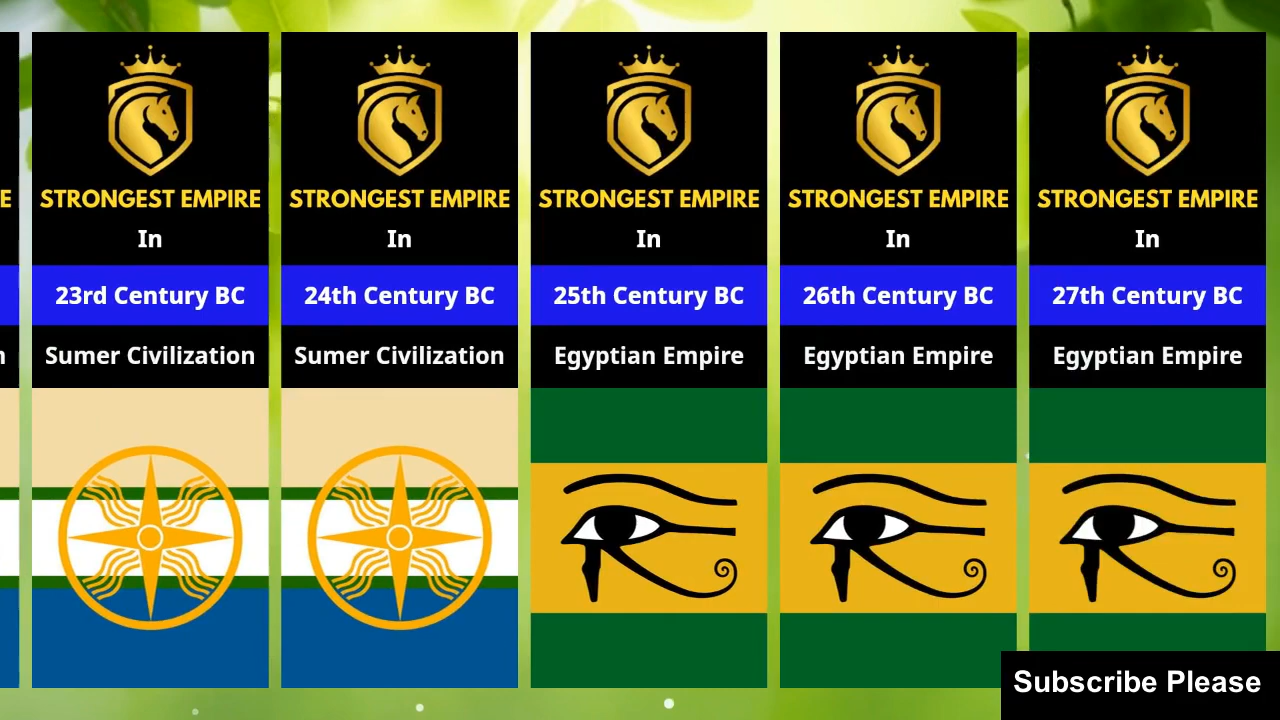 E
n
STRONGEST EMPIRE
In
23rd Century BC
Sumer Civilization
STRONGEST EMPIRE
In
24th Century BC
Sumer Civilization
STRONGEST EMPIRE
In
25th Century BC
Egyptian Empire
STRONGEST EMPIRE
In
26th Century BC
Egyptian Empire
STRONGEST EMPIRE
In
27th Century BC
Egyptian Empire
Subscribe Please